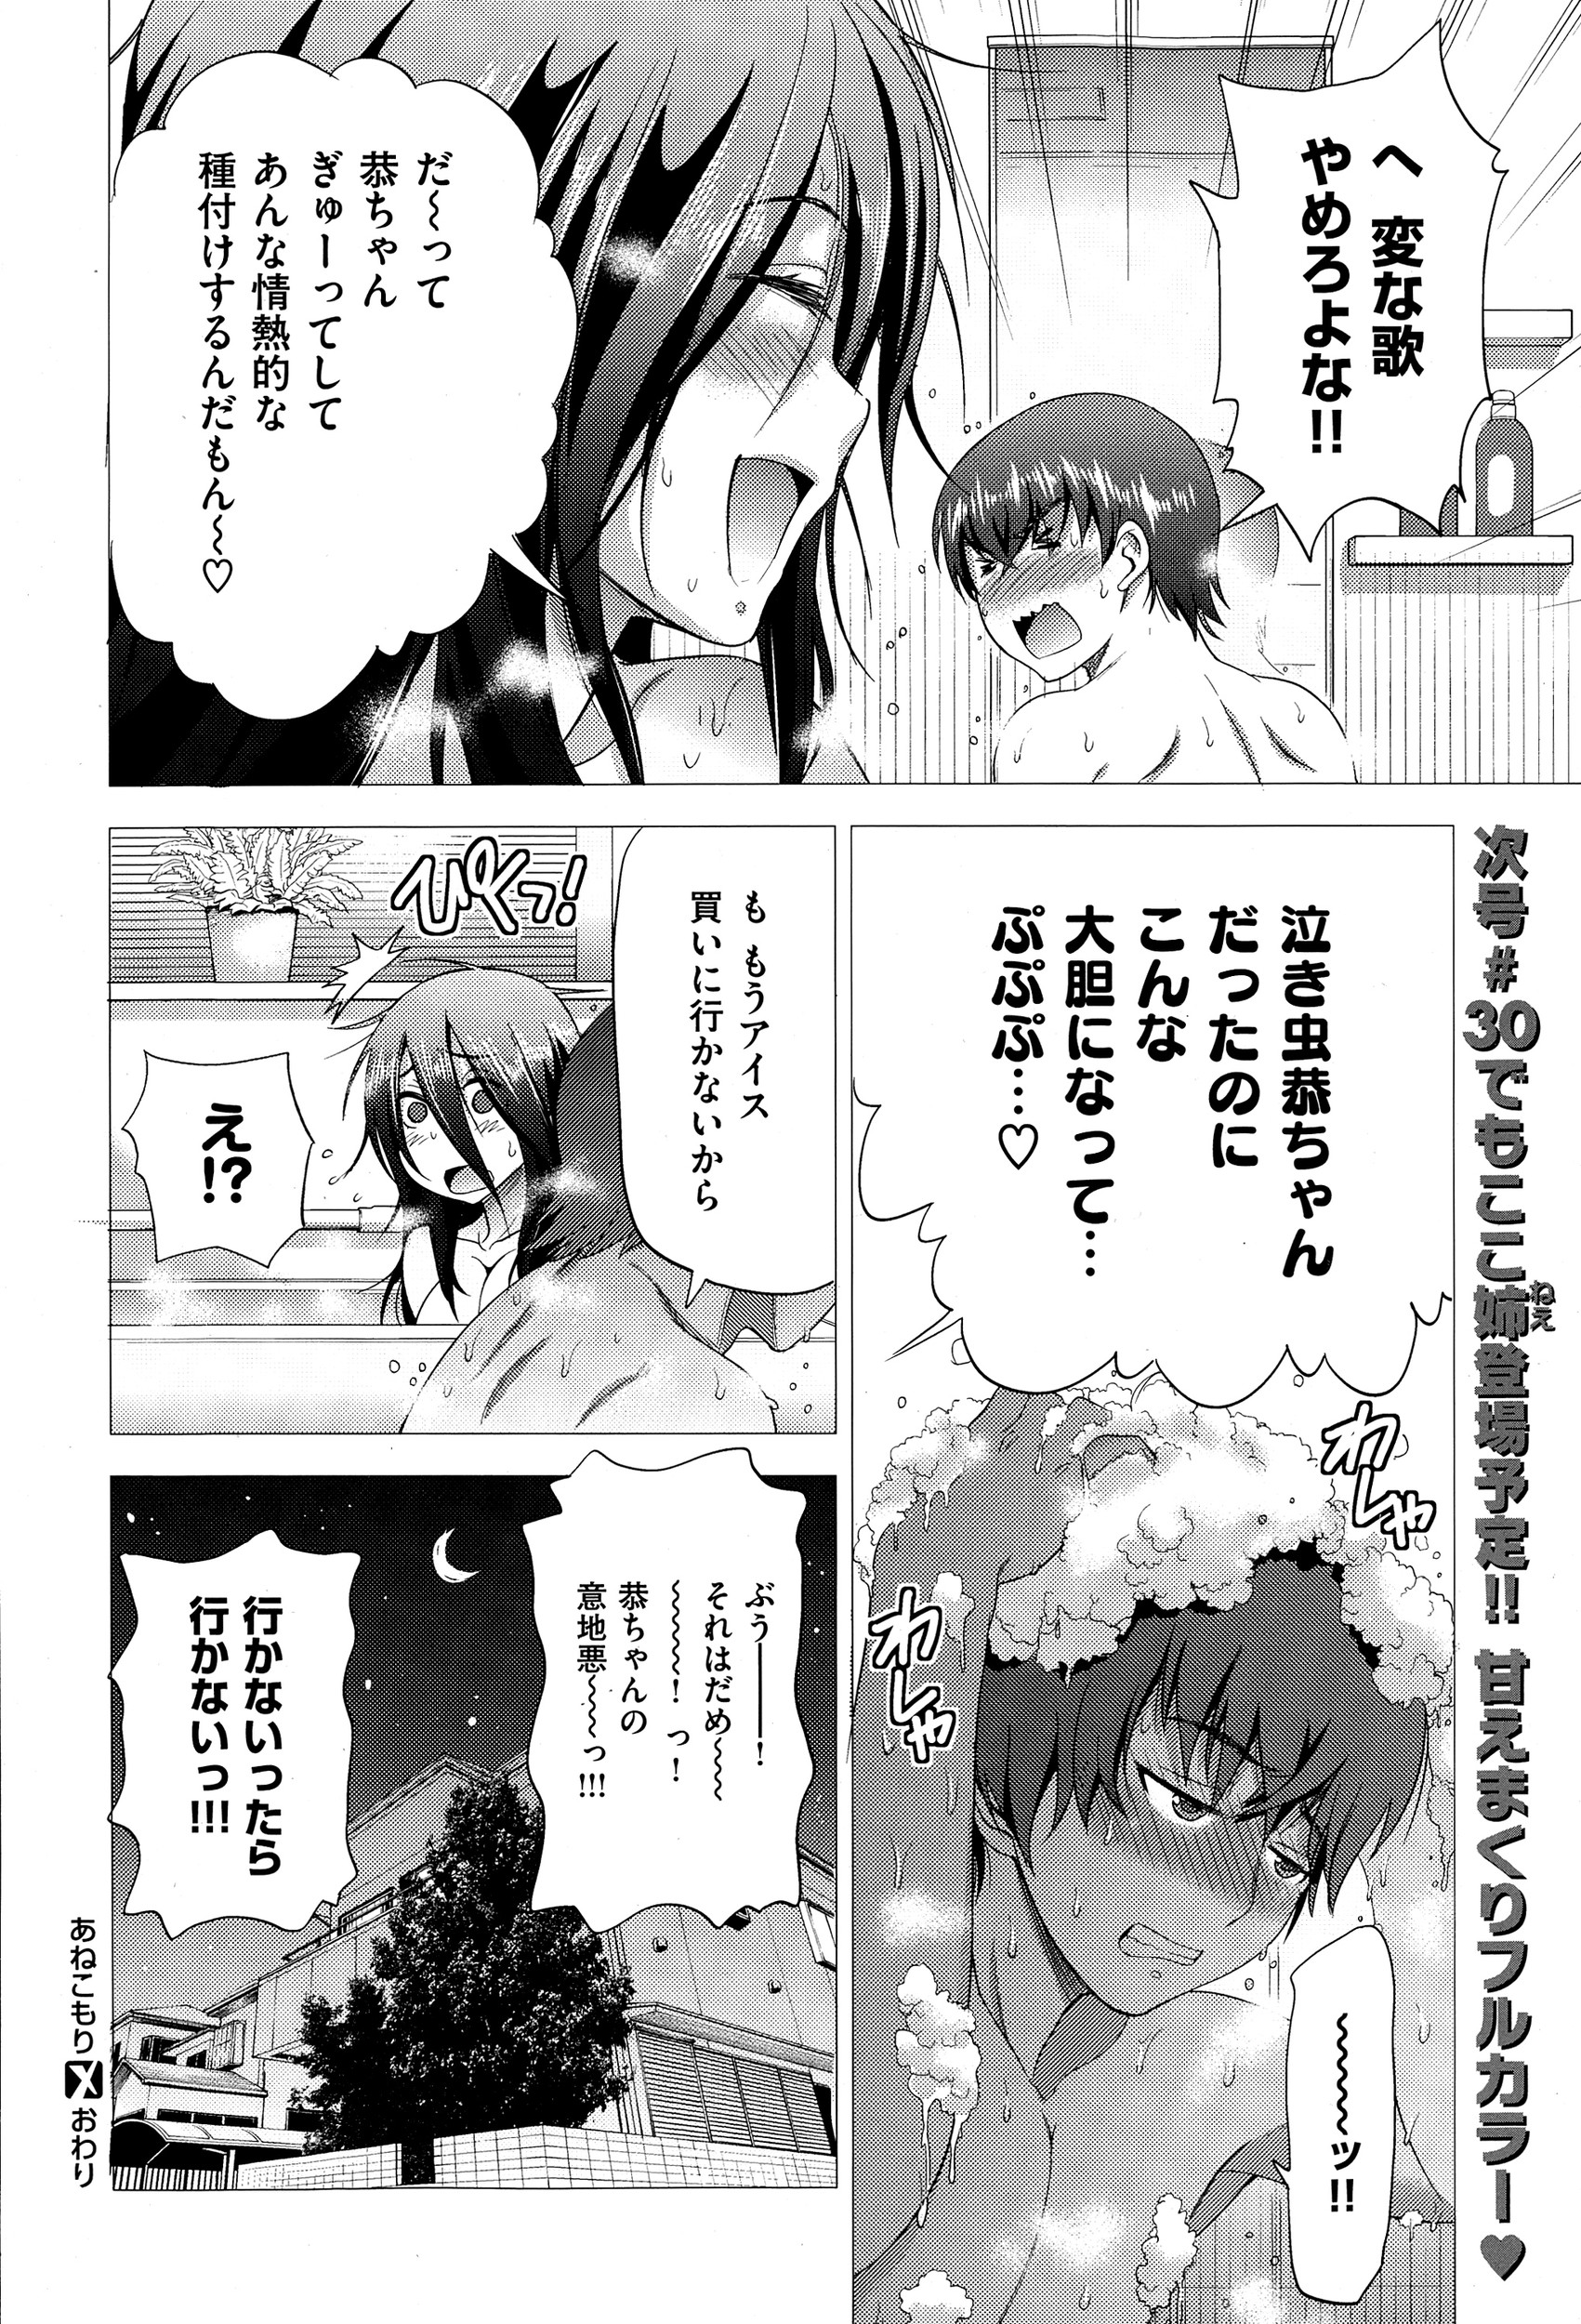 へ 変な歌
やめろよな!!
だ〜って
恭ちゃん
ぎゅーってして
あんな情熱的な
種付けするんだもん〜♡
次号#30でもここ姉登場予定!! 甘えまくりフルカラー♥
ねえ
泣き虫恭ちゃん
だったのに
こんな
大胆になって…
ぷぷぷ…♡
わしゃ
わしゃ
〜〜〜〜ッ!!
も もうアイス
買いに行かないから
びくっ!
え!?
ぶうーー!
それはだめ〜〜
〜〜〜〜!っ!
恭ちゃんの
意地悪〜〜〜っ!!!
行かないったら
行かないっ!!!
あねこもりXおわり